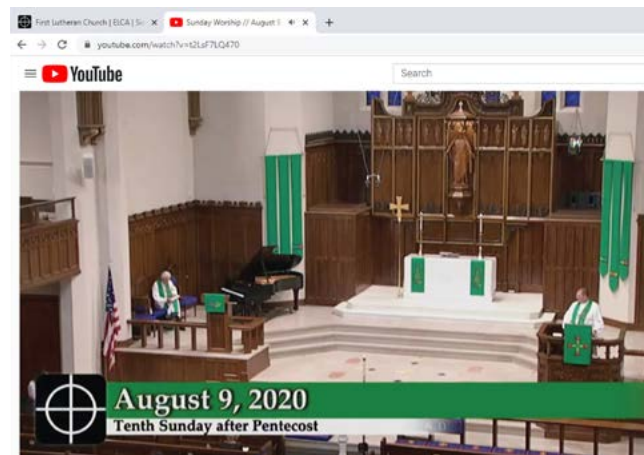 First Lutheran Church | ELCA | Sio
Sunday Worship // August 9
youtube.com/watch?v=t2LsF7LQ470
YouTube
Search
August 9, 2020
Tenth Sunday after Pentecost